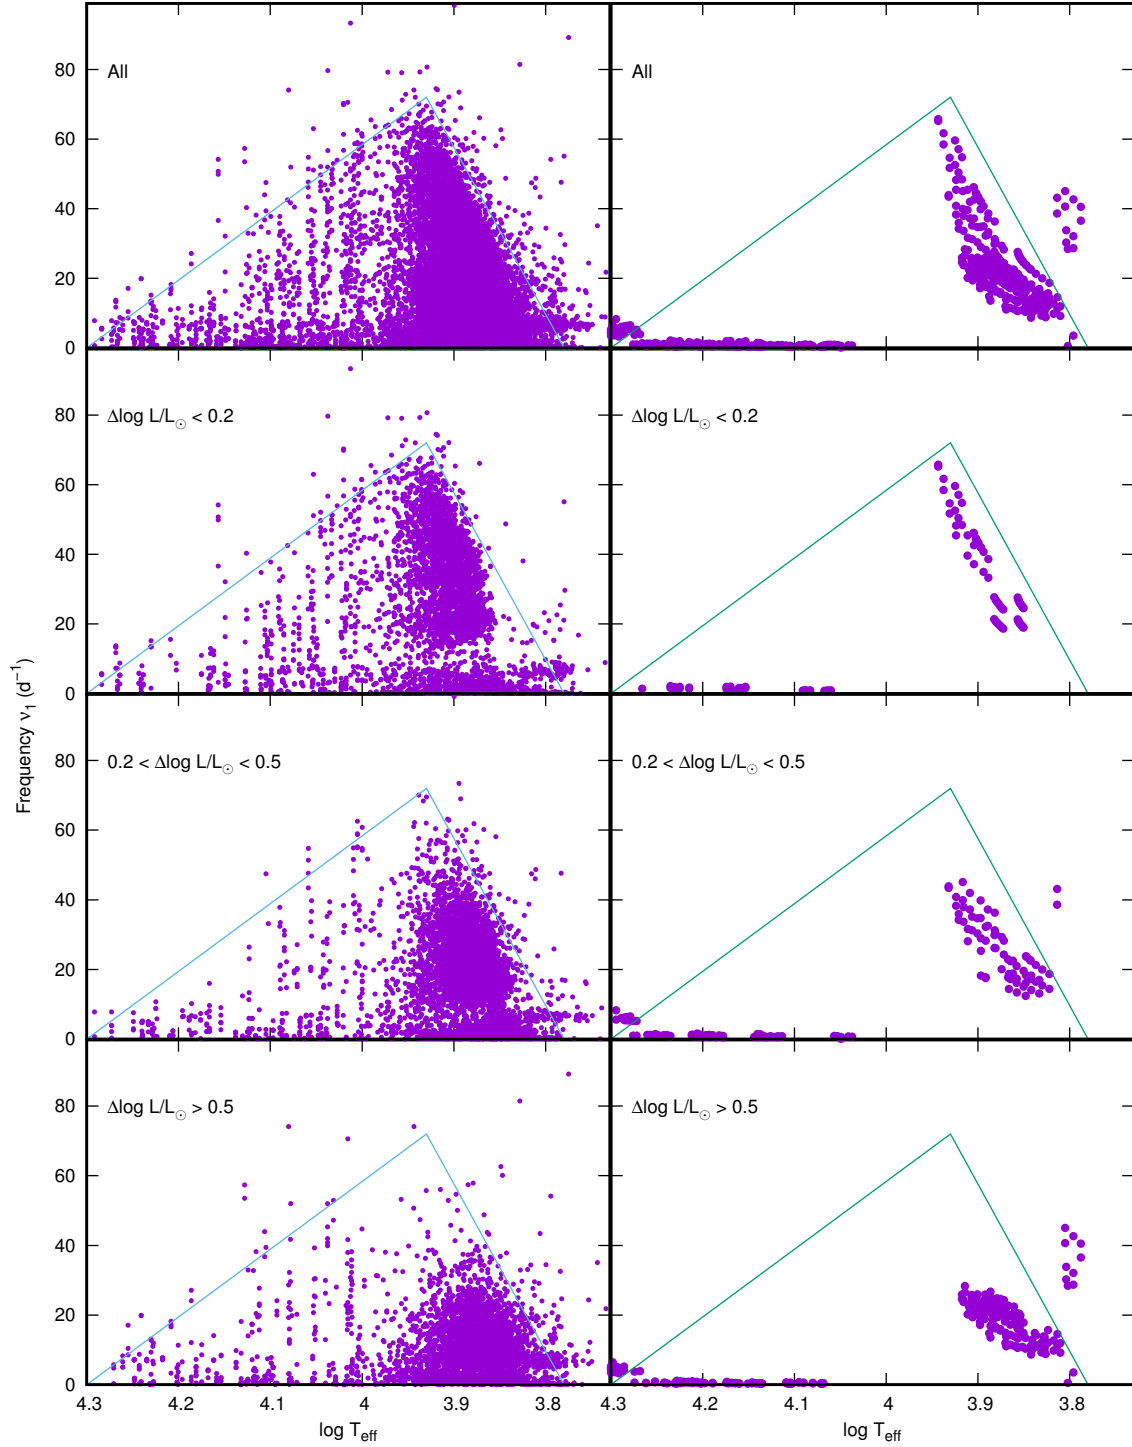 80
60
40
20
0
All
All
80
60
40
20
0
Δlog L/L☉ < 0.2
Δlog L/L☉ < 0.2
Frequency ν₁ (d⁻¹)
80
60
40
20
0
0.2 < Δlog L/L☉ < 0.5
0.2 < Δlog L/L☉ < 0.5
80
60
40
20
0
Δlog L/L☉ > 0.5
Δlog L/L☉ > 0.5
4.3 4.2 4.1 4 3.9 3.8 4.3 4.2 4.1 4 3.9 3.8
log Teff log Teff